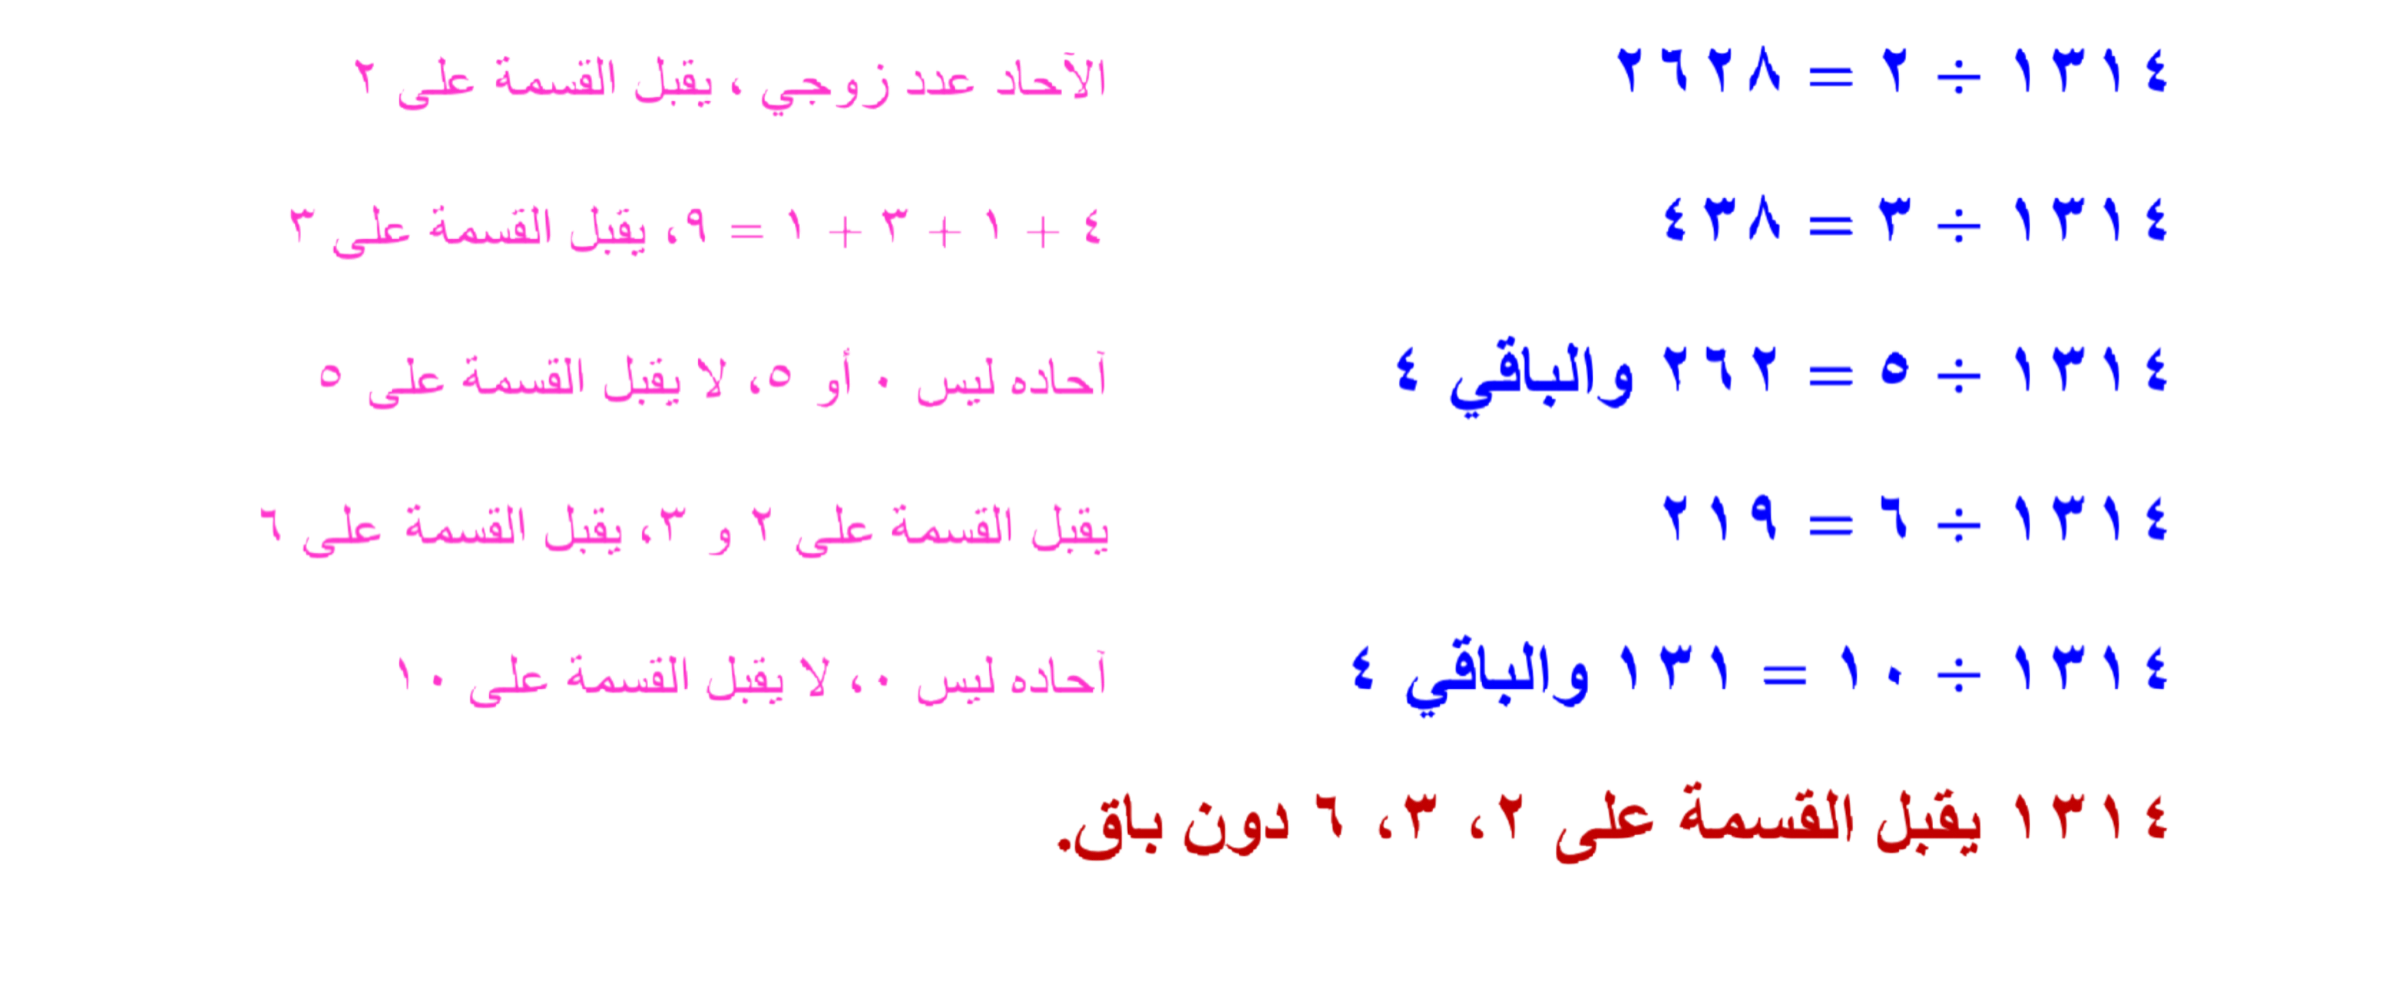 ١٣١٤ ÷ ٢ = ٢٦٢٨
الآحاد عدد زوجي ، يقبل القسمة على ٢
١٣١٤ ÷ ٣ = ٤٣٨
٤ + ١ + ٣ + ١ = ٩، يقبل القسمة على ٣
١٣١٤ ÷ ٥ = ٢٦٢ والباقي ٤
آحاده ليس ٠ أو ٥، لا يقبل القسمة على ٥
١٣١٤ ÷ ٦ = ٢١٩
يقبل القسمة على ٢ و ٣، يقبل القسمة على ٦
١٣١٤ ÷ ١٠ = ١٣١ والباقي ٤
آحاده ليس ٠، لا يقبل القسمة على ١٠
١٣١٤ يقبل القسمة على ٢، ٣، ٦ دون باق.